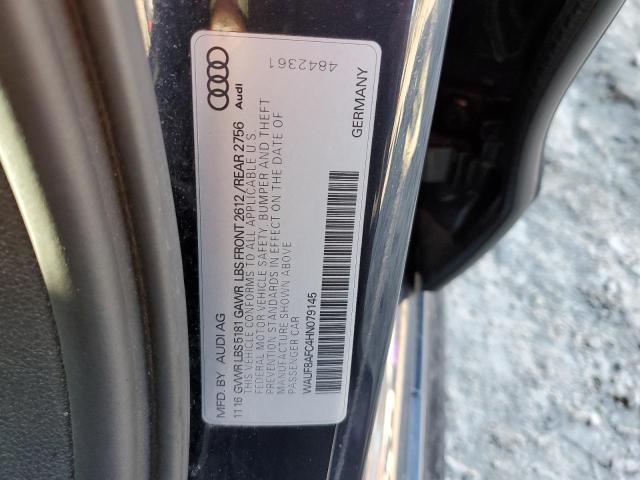 MFD. BY AUDI AG
Audi
11 16 GVWR LBS 5181 GAWR LBS FRONT 2612 / REAR 2756
THIS VEHICLE CONFORMS TO ALL APPLICABLE U.S.
FEDERAL MOTOR VEHICLE SAFETY, BUMPER AND THEFT
PREVENTION STANDARDS IN EFFECT ON THE DATE OF
MANUFACTURE SHOWN ABOVE
PASSENGER CAR
WAUF8AFC4HN079145
4842361
GERMANY